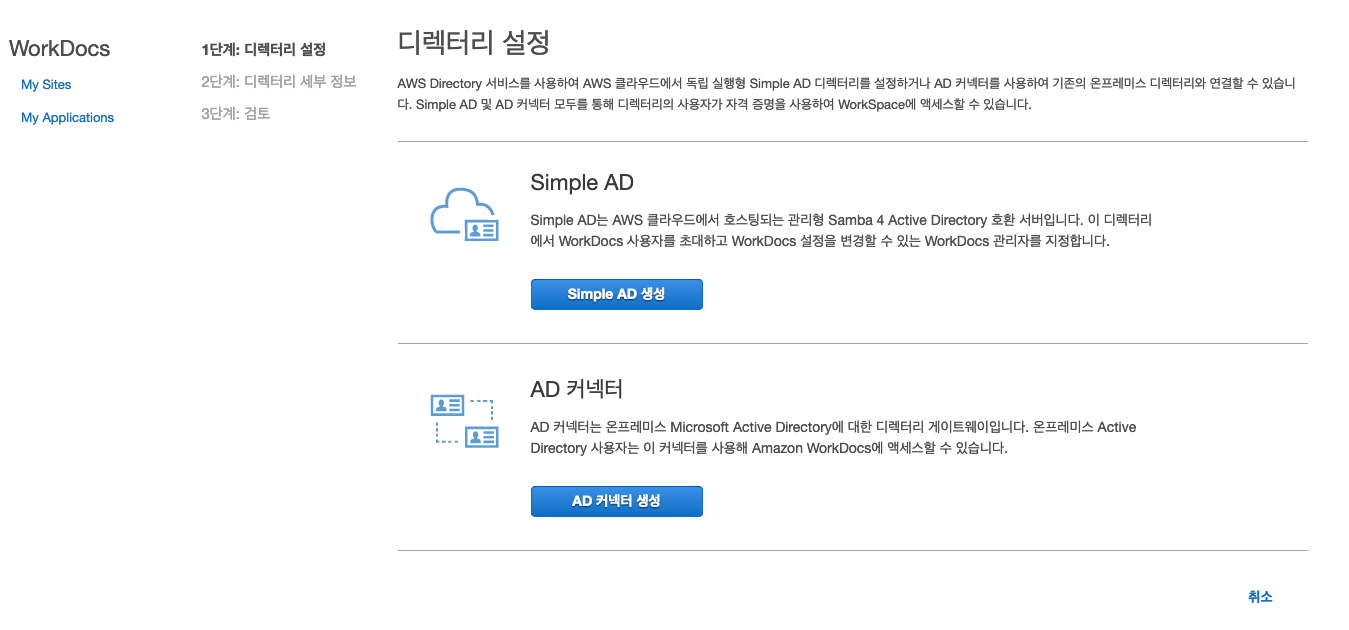 WorkDocs
My Sites
My Applications
1단계: 디렉터리 설정
2단계: 디렉터리 세부 정보
3단계: 검토
디렉터리 설정
AWS Directory 서비스를 사용하여 AWS 클라우드에서 독립 실행형 Simple AD 디렉터리를 설정하거나 AD 커넥터를 사용하여 기존의 온프레미스 디렉터리와 연결할 수 있습니
다. Simple AD 및 AD 커넥터 모두를 통해 디렉터리의 사용자가 자격 증명을 사용하여 WorkSpace에 액세스할 수 있습니다.
Simple AD
Simple AD는 AWS 클라우드에서 호스팅되는 관리형 Samba 4 Active Directory 호환 서버입니다. 이 디렉터리
에서 WorkDocs 사용자를 초대하고 WorkDocs 설정을 변경할 수 있는 WorkDocs 관리자를 지정합니다.
Simple AD 생성
AD 커넥터
AD 커넥터는 온프레미스 Microsoft Active Directory에 대한 디렉터리 게이트웨이입니다. 온프레미스 Active
Directory 사용자는 이 커넥터를 사용해 Amazon WorkDocs에 액세스할 수 있습니다.
AD 커넥터 생성
취소